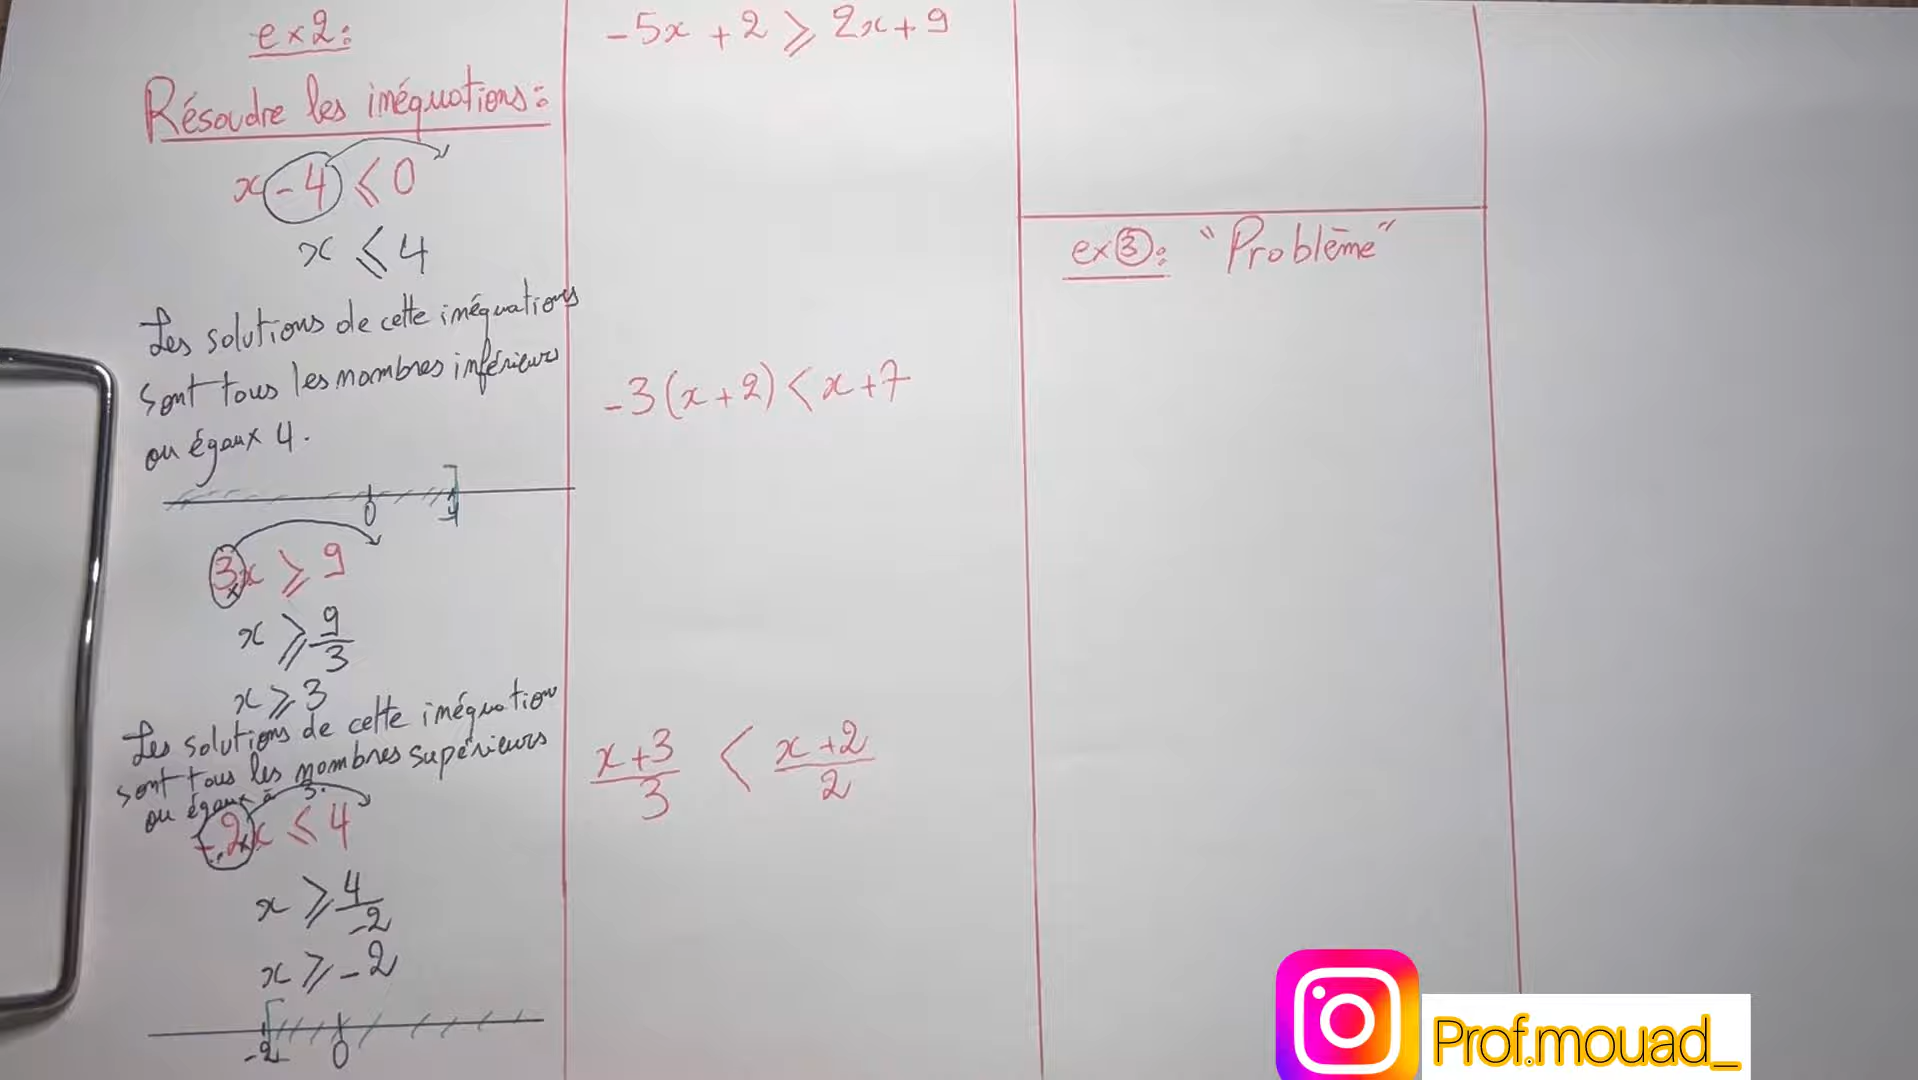 ex2:
Résoudre les inéquations:
x - 4 ⩽ 0
x ⩽ 4
Les solutions de cette inéquations
sont tous les nombres inférieurs
ou égaux 4.
0 4
3x ⩾ 9
x ⩾ 9/3
x ⩾ 3
Les solutions de cette inéquation
sont tous les nombres supérieurs
ou égaux à 3.
-2x ⩽ 4
x ⩾ 4/-2
x ⩾ -2
-2 0
-5x + 2 ⩾ 2x + 9
-3(x + 2) < x + 7
x+3/3 < x+2/2
ex③: "Problème"
Prof.mouad_